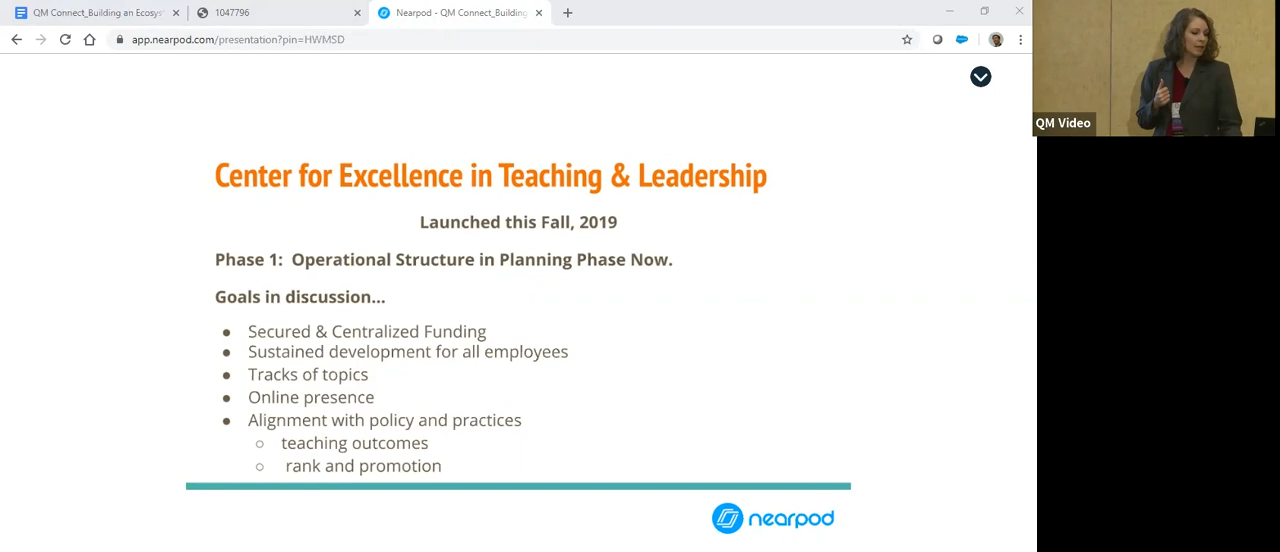 QM Connect_Building an Ecosys
1047796
Nearpod - QM Connect_Building
app.nearpod.com/presentation?pin=HWMSD
QM Video
Center for Excellence in Teaching & Leadership
Launched this Fall, 2019
Phase 1: Operational Structure in Planning Phase Now.
Goals in discussion...
● Secured & Centralized Funding
● Sustained development for all employees
● Tracks of topics
● Online presence
● Alignment with policy and practices
○ teaching outcomes
○ rank and promotion
nearpod